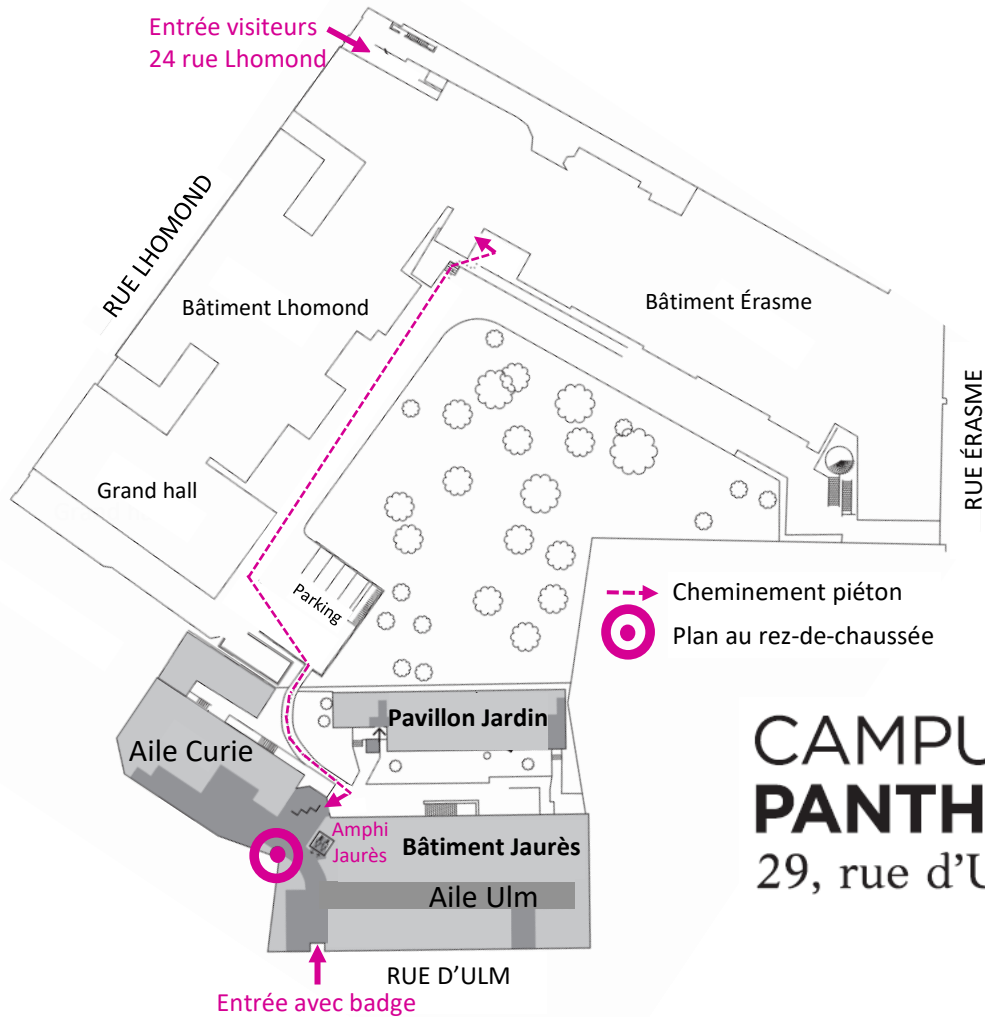 Entrée visiteurs
24 rue Lhomond
RUE LHOMOND
Bâtiment Lhomond
Bâtiment Érasme
RUE ÉRASME
Grand hall
Parking
Cheminement piéton
Plan au rez-de-chaussée
Pavillon Jardin
Aile Curie
Amphi
Jaurès
Bâtiment Jaurès
Aile Ulm
CAMPU
PANTH
29, rue d’U
RUE D’ULM
Entrée avec badge